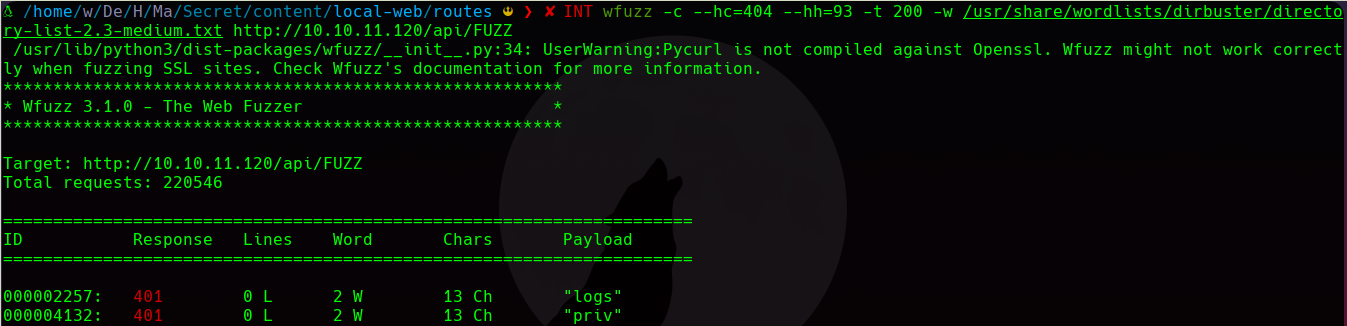 /home/w/De/H/Ma/Secret/content/local-web/routes ❯ ✘ INT wfuzz -c --hc=404 --hh=93 -t 200 -w /usr/share/wordlists/dirbuster/directo
ry-list-2.3-medium.txt http://10.10.11.120/api/FUZZ
/usr/lib/python3/dist-packages/wfuzz/__init__.py:34: UserWarning:Pycurl is not compiled against Openssl. Wfuzz might not work correct
ly when fuzzing SSL sites. Check Wfuzz's documentation for more information.
********************************************************
* Wfuzz 3.1.0 - The Web Fuzzer                         *
********************************************************
Target: http://10.10.11.120/api/FUZZ
Total requests: 220546
=====================================================================
ID           Response   Lines    Word       Chars       Payload
=====================================================================
000002257:   401        0 L      2 W        13 Ch       "logs"
000004132:   401        0 L      2 W        13 Ch       "priv"